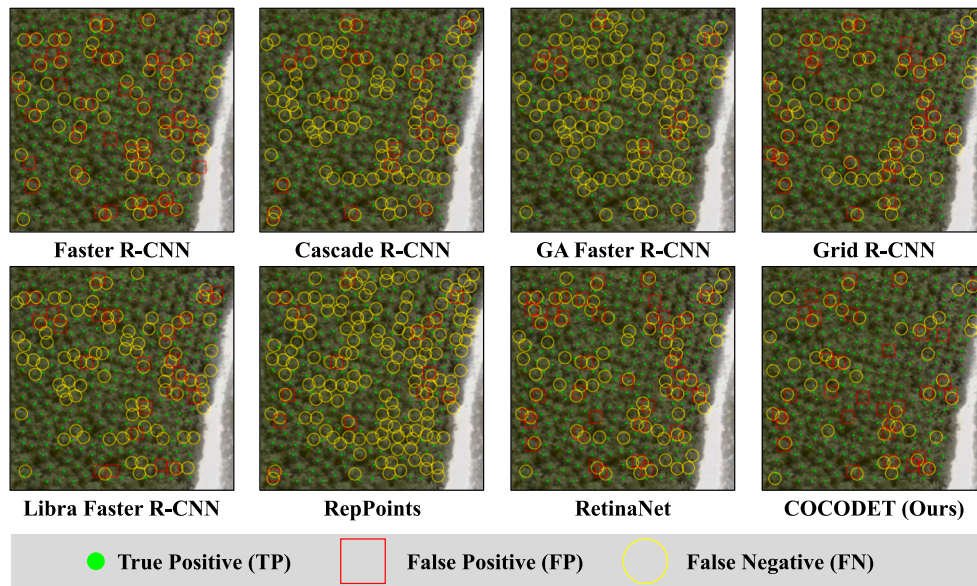 Faster R-CNN Cascade R-CNN GA Faster R-CNN Grid R-CNN
Libra Faster R-CNN RepPoints RetinaNet COCODET (Ours)
True Positive (TP) False Positive (FP) False Negative (FN)